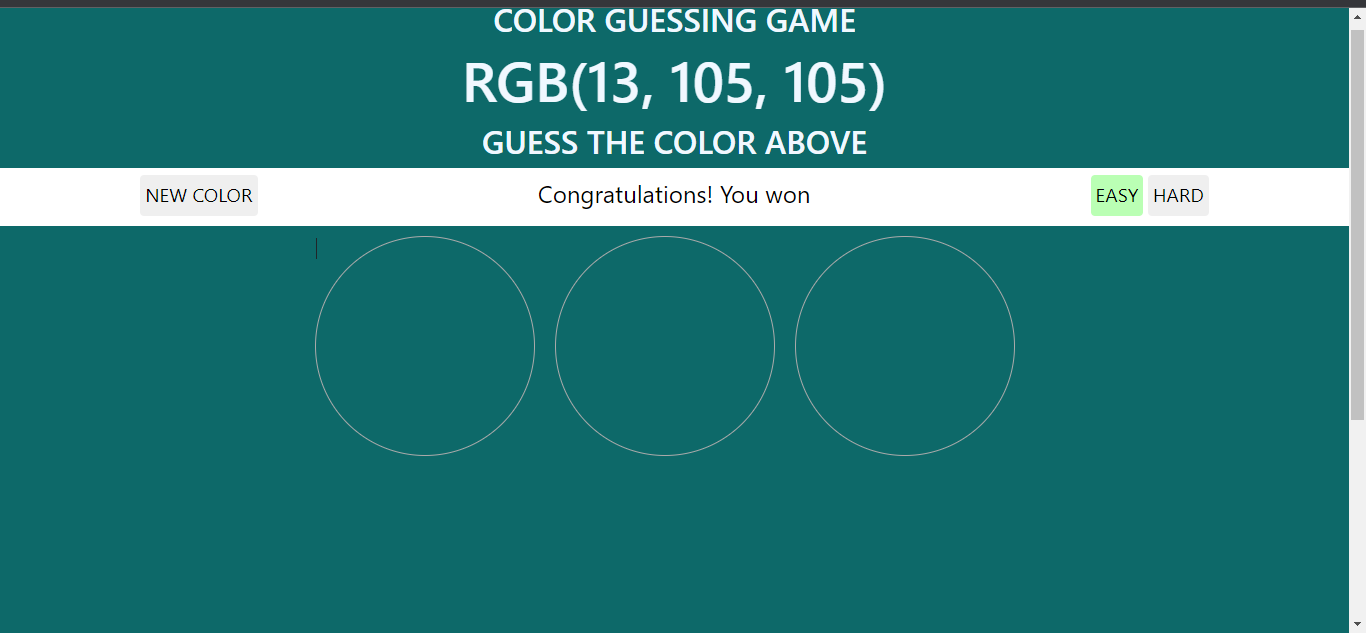 COLOR GUESSING GAME
RGB(13, 105, 105)
GUESS THE COLOR ABOVE
NEW COLOR
Congratulations! You won
EASY
HARD